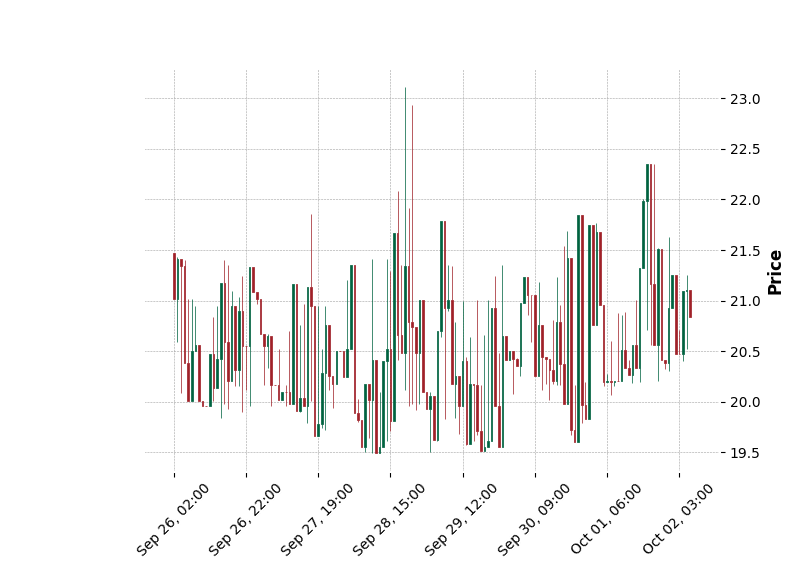 23.0
22.5
22.0
21.5
21.0
20.5
20.0
19.5
Price
Sep 26, 02:00
Sep 26, 22:00
Sep 27, 19:00
Sep 28, 15:00
Sep 29, 12:00
Sep 30, 09:00
Oct 01, 06:00
Oct 02, 03:00